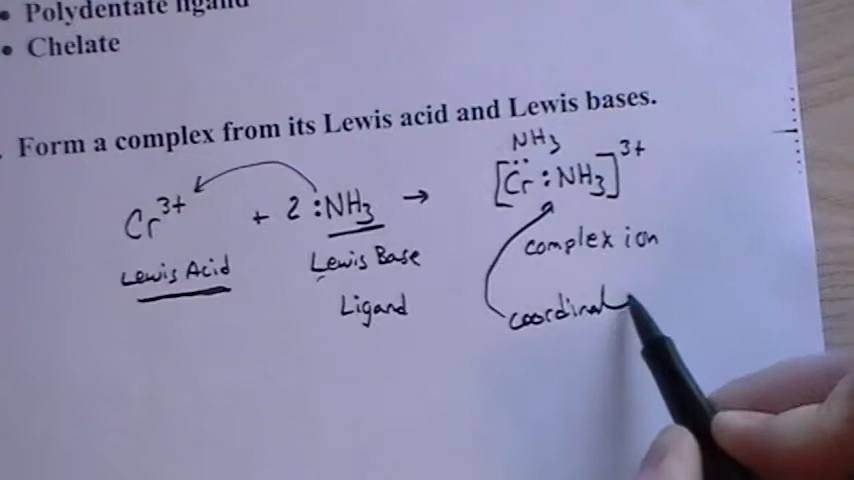 • Polydentate ligand
• Chelate
. Form a complex from its Lewis acid and Lewis bases.
Cr³⁺ + 2 :NH₃ → [Cr:NH₃]³⁺
NH₃
Lewis Acid
Lewis Base
Ligand
complex ion
coordinat